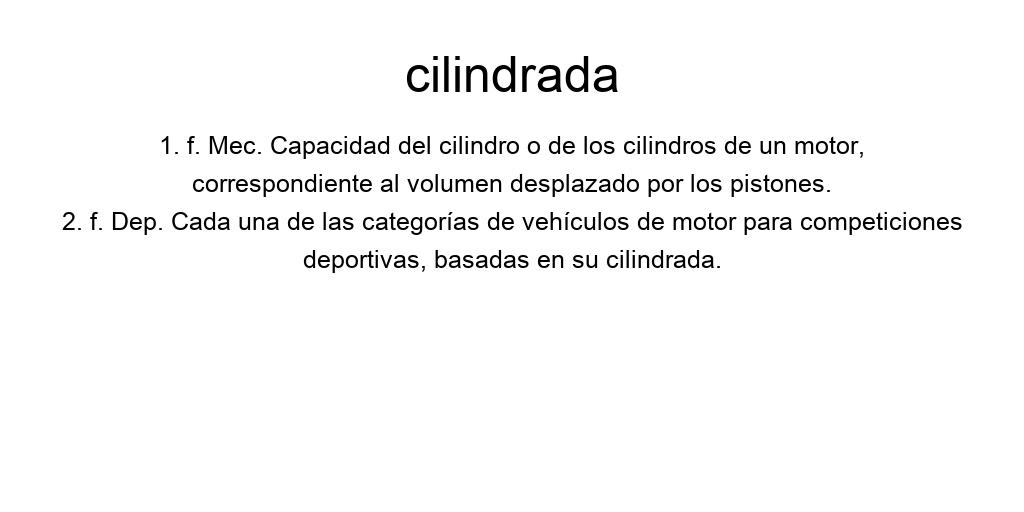 cilindrada
1. f. Mec. Capacidad del cilindro o de los cilindros de un motor,
correspondiente al volumen desplazado por los pistones.
2. f. Dep. Cada una de las categorías de vehículos de motor para competiciones
deportivas, basadas en su cilindrada.